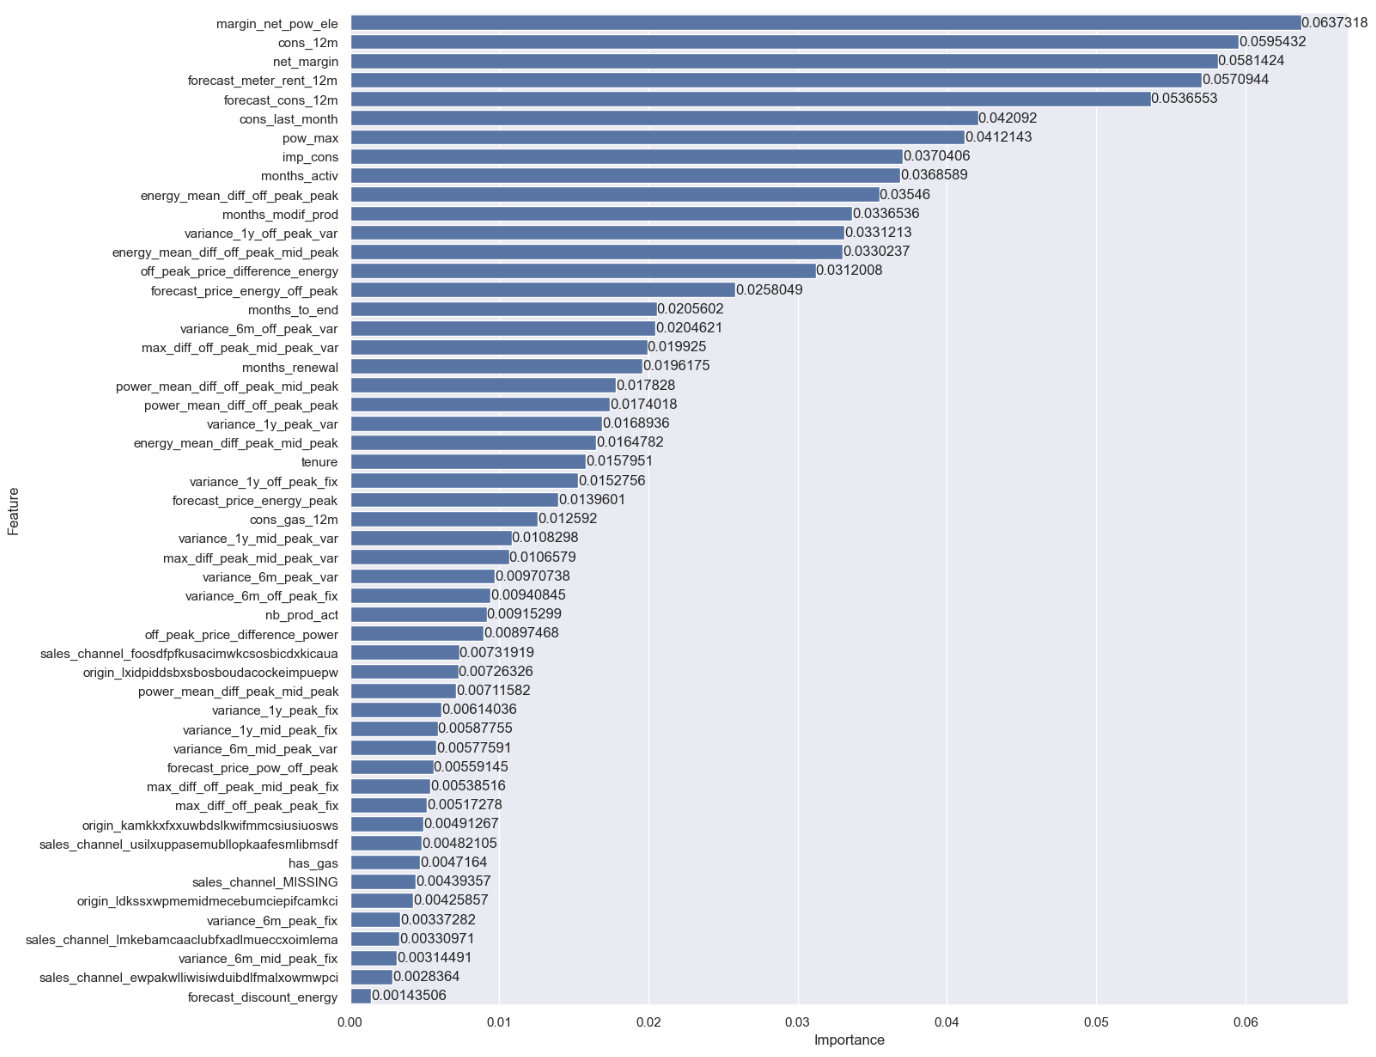 margin_net_pow_ele 0.0637318
cons_12m 0.0595432
net_margin 0.0581424
forecast_meter_rent_12m 0.0570944
forecast_cons_12m 0.0536553
cons_last_month 0.042092
pow_max 0.0412143
imp_cons 0.0370406
months_activ 0.0368589
energy_mean_diff_off_peak_peak 0.03546
months_modif_prod 0.0336536
variance_1y_off_peak_var 0.0331213
energy_mean_diff_off_peak_mid_peak 0.0330237
off_peak_price_difference_energy 0.0312008
forecast_price_energy_off_peak 0.0258049
months_to_end 0.0205602
variance_6m_off_peak_var 0.0204621
max_diff_off_peak_mid_peak_var 0.019925
months_renewal 0.0196175
power_mean_diff_off_peak_mid_peak 0.017828
power_mean_diff_off_peak_peak 0.0174018
variance_1y_peak_var 0.0168936
energy_mean_diff_peak_mid_peak 0.0164782
tenure 0.0157951
variance_1y_off_peak_fix 0.0152756
forecast_price_energy_peak 0.0139601
cons_gas_12m 0.012592
variance_1y_mid_peak_var 0.0108298
max_diff_peak_mid_peak_var 0.0106579
variance_6m_peak_var 0.00970738
variance_6m_off_peak_fix 0.00940845
nb_prod_act 0.00915299
off_peak_price_difference_power 0.00897468
sales_channel_foosdfpfkusacimwkcsosbicdxkicaua 0.00731919
origin_lxidpiddsbxsbosboudacockeimpuepw 0.00726326
power_mean_diff_peak_mid_peak 0.00711582
variance_1y_peak_fix 0.00614036
variance_1y_mid_peak_fix 0.00587755
variance_6m_mid_peak_var 0.00577591
forecast_price_pow_off_peak 0.00559145
max_diff_off_peak_mid_peak_fix 0.00538516
max_diff_off_peak_peak_fix 0.00517278
origin_kamkkxfxxuwbdslkwifmmcsiusiuosws 0.00491267
sales_channel_usilxuppasemubllopkaafesmlibmsdf 0.00482105
has_gas 0.0047164
sales_channel_MISSING 0.00439357
origin_ldkssxwpmemidmecebumciepifcamkci 0.00425857
variance_6m_peak_fix 0.00337282
sales_channel_lmkebamcaaclubfxadlmueccxoimlema 0.00330971
variance_6m_mid_peak_fix 0.00314491
sales_channel_ewpakwlliwisiwduibdlfmalxowmwpci 0.0028364
forecast_discount_energy 0.00143506
Feature
0.00 0.01 0.02 0.03 0.04 0.05 0.06
Importance